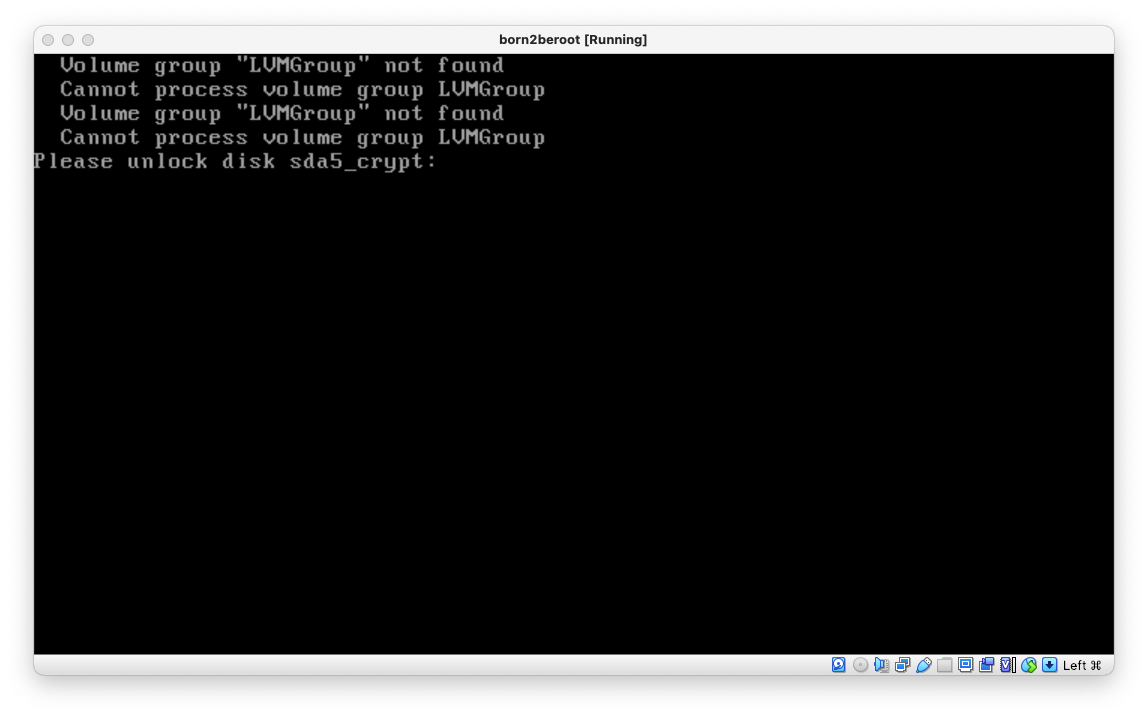 born2beroot [Running]
Volume group "LVMGroup" not found
Cannot process volume group LVMGroup
Volume group "LVMGroup" not found
Cannot process volume group LVMGroup
Please unlock disk sda5_crypt:
Left ⌘